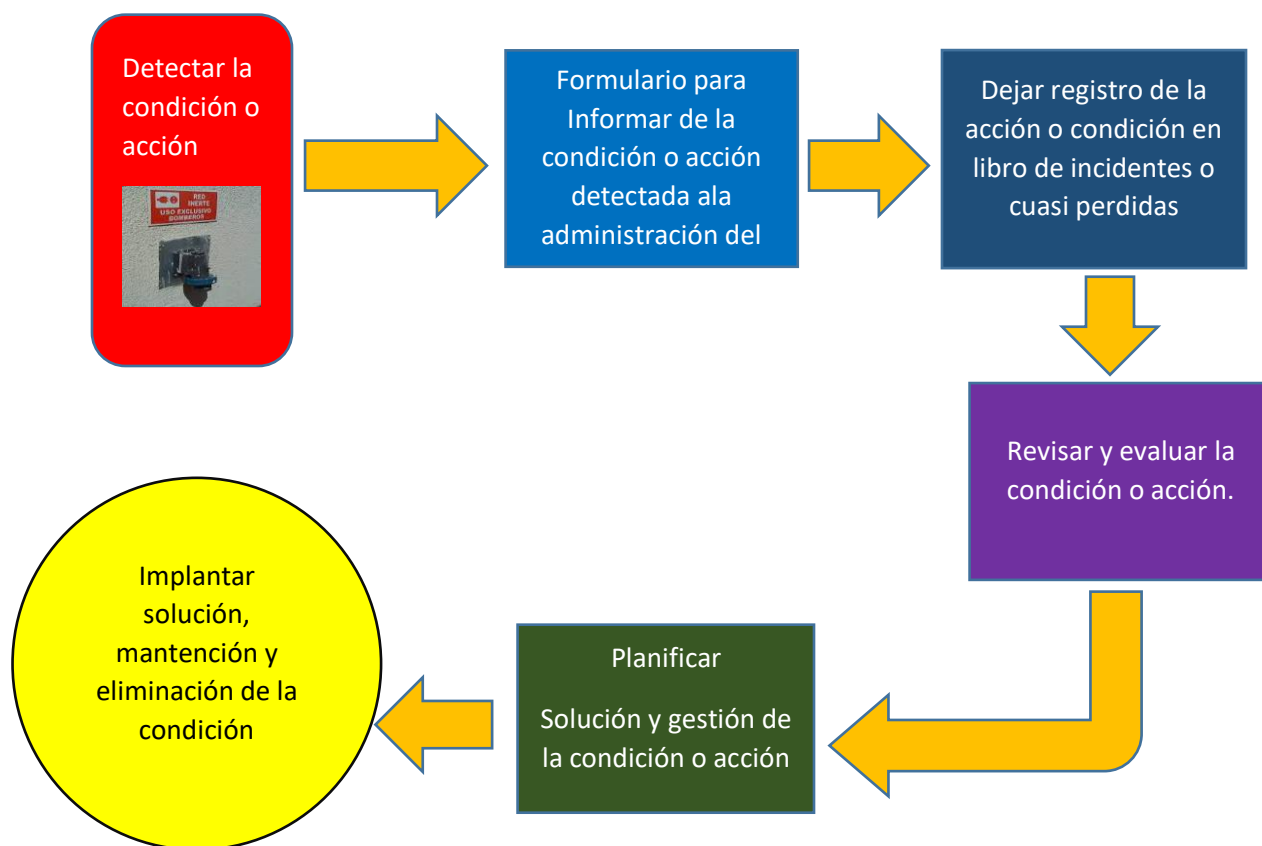 Detectar la
condición o
acción
RED
INERTE
USO EXCLUSIVO
BOMBEROS
Formulario para
Informar de la
condición o acción
detectada ala
administración del
Dejar registro de la
acción o condición en
libro de incidentes o
cuasi perdidas
Revisar y evaluar la
condición o acción.
Planificar
Solución y gestión de
la condición o acción
Implantar
solución,
mantención y
eliminación de la
condición